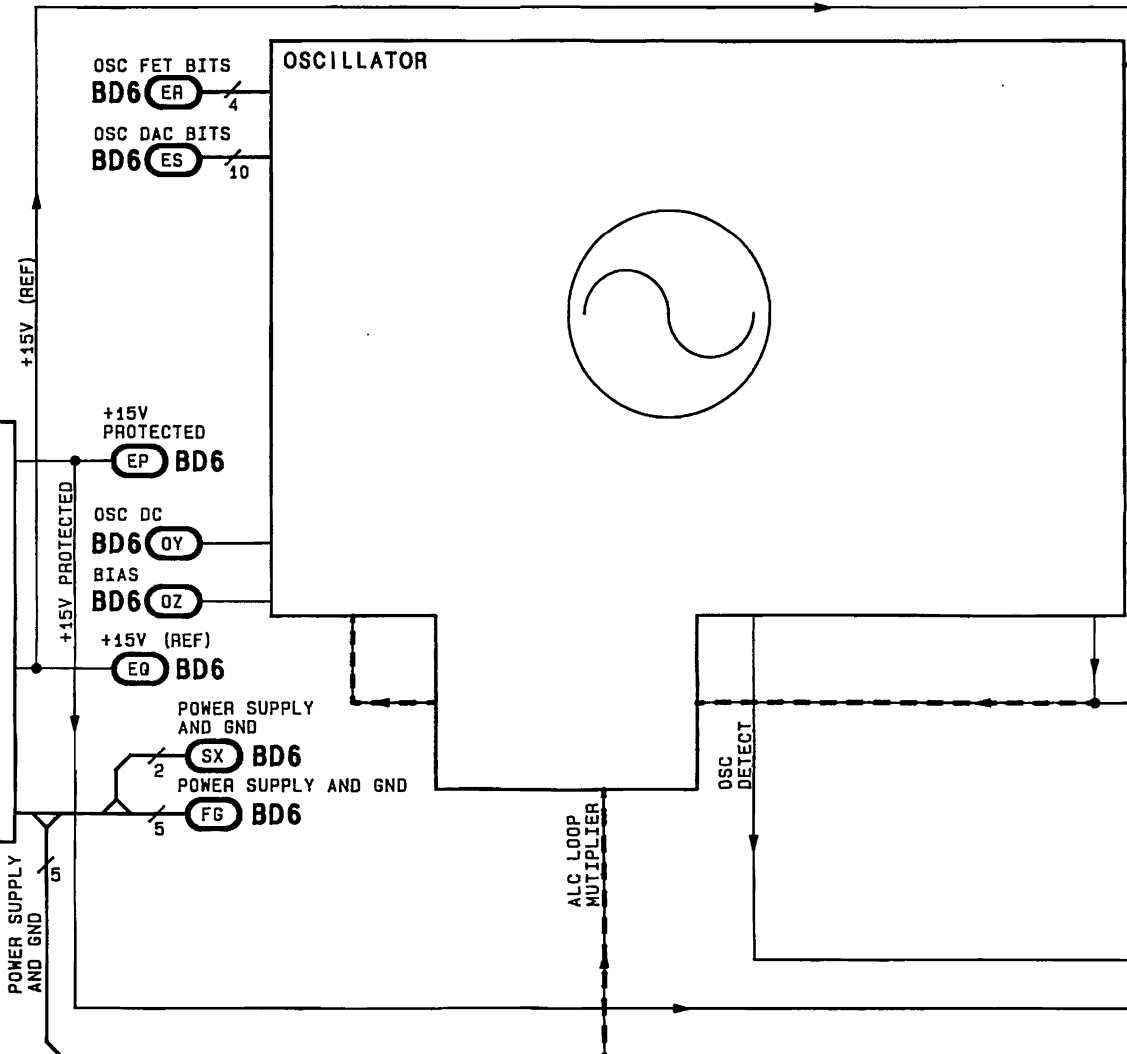 OSCILLATOR
OSC FET BITS
BD6 ER
4
OSC DAC BITS
BD6 ES
10
+15V (REF)
+15V
PROTECTED
EP BD6
+15V PROTECTED
OSC DC
BD6 OY
BIAS
BD6 OZ
+15V (REF)
EQ BD6
POWER SUPPLY
AND GND
2
SX BD6
POWER SUPPLY AND GND
5
FG BD6
5
POWER SUPPLY
AND GND
OSC
DETECT
ALC LOOP
MUTIPLIER